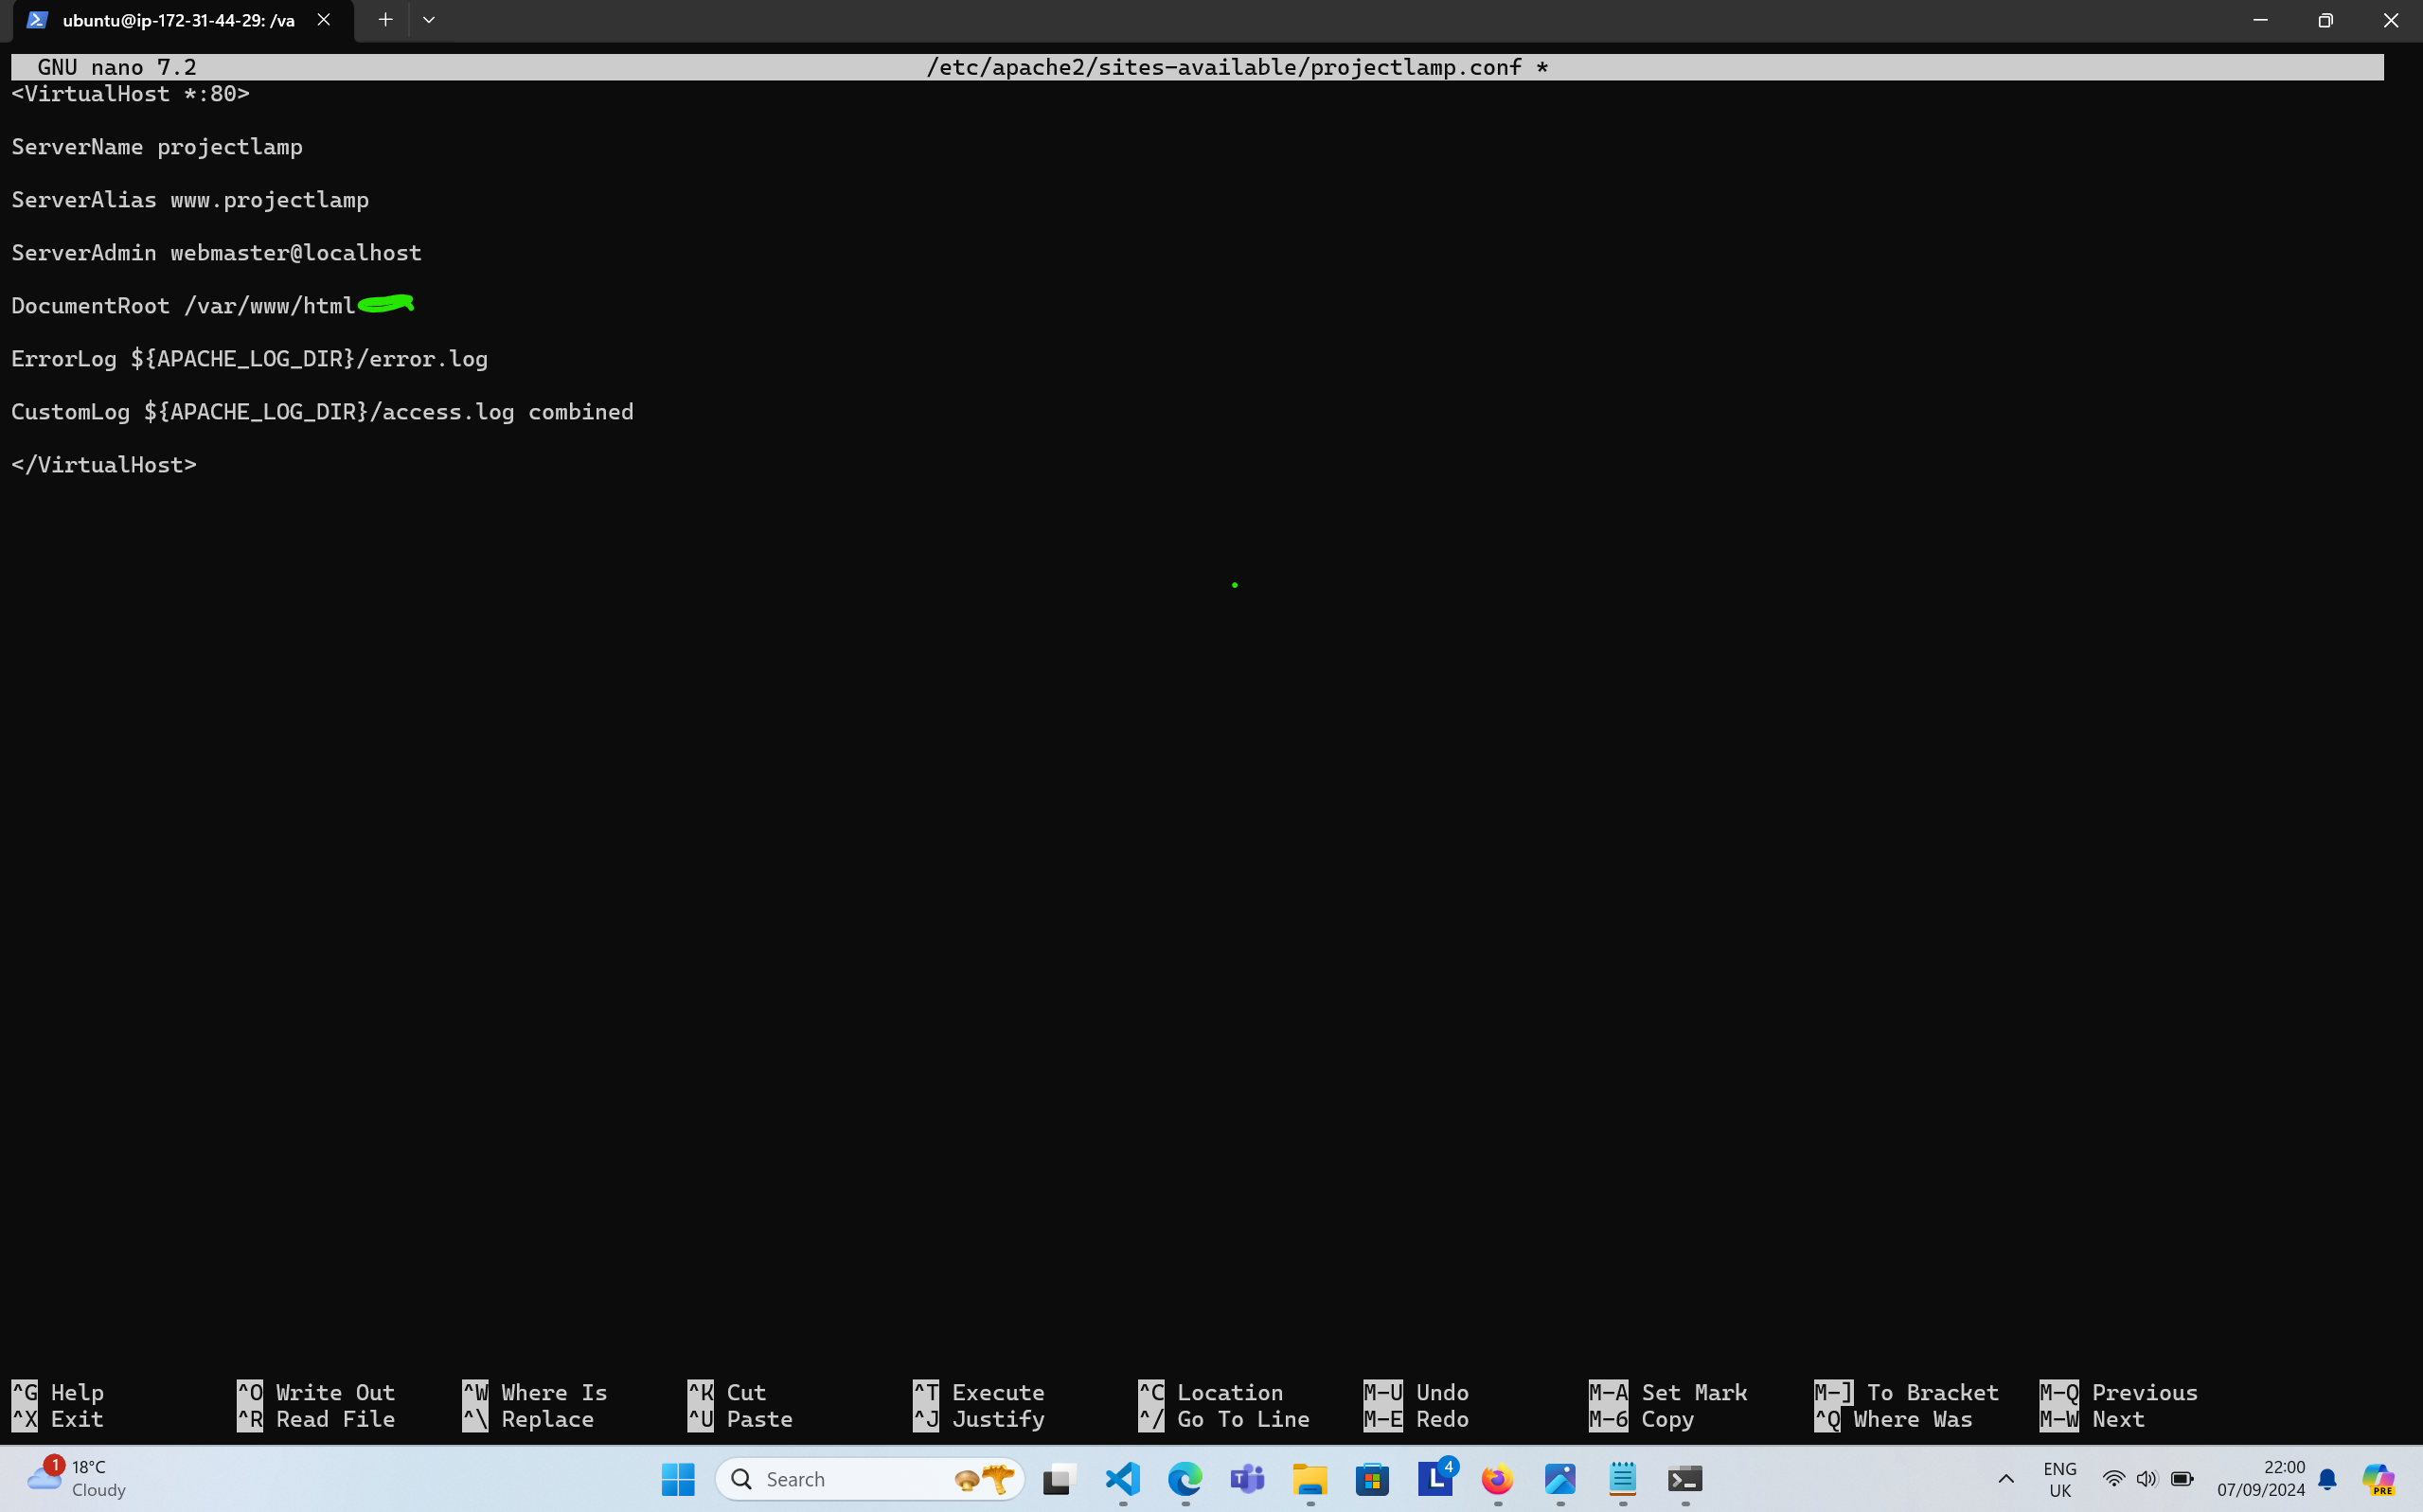 ubuntu@ip-172-31-44-29: /va
GNU nano 7.2 /etc/apache2/sites-available/projectlamp.conf *
<VirtualHost *:80>
ServerName projectlamp
ServerAlias www.projectlamp
ServerAdmin webmaster@localhost
DocumentRoot /var/www/html
ErrorLog ${APACHE_LOG_DIR}/error.log
CustomLog ${APACHE_LOG_DIR}/access.log combined
</VirtualHost>
^G Help ^O Write Out ^W Where Is ^K Cut ^T Execute ^C Location M-U Undo M-A Set Mark M-] To Bracket M-Q Previous
^X Exit ^R Read File ^\ Replace ^U Paste ^J Justify ^/ Go To Line M-E Redo M-6 Copy ^Q Where Was M-W Next
1 18°C
Cloudy
Search
T
L 4
ENG
UK
22:00
07/09/2024
PRE